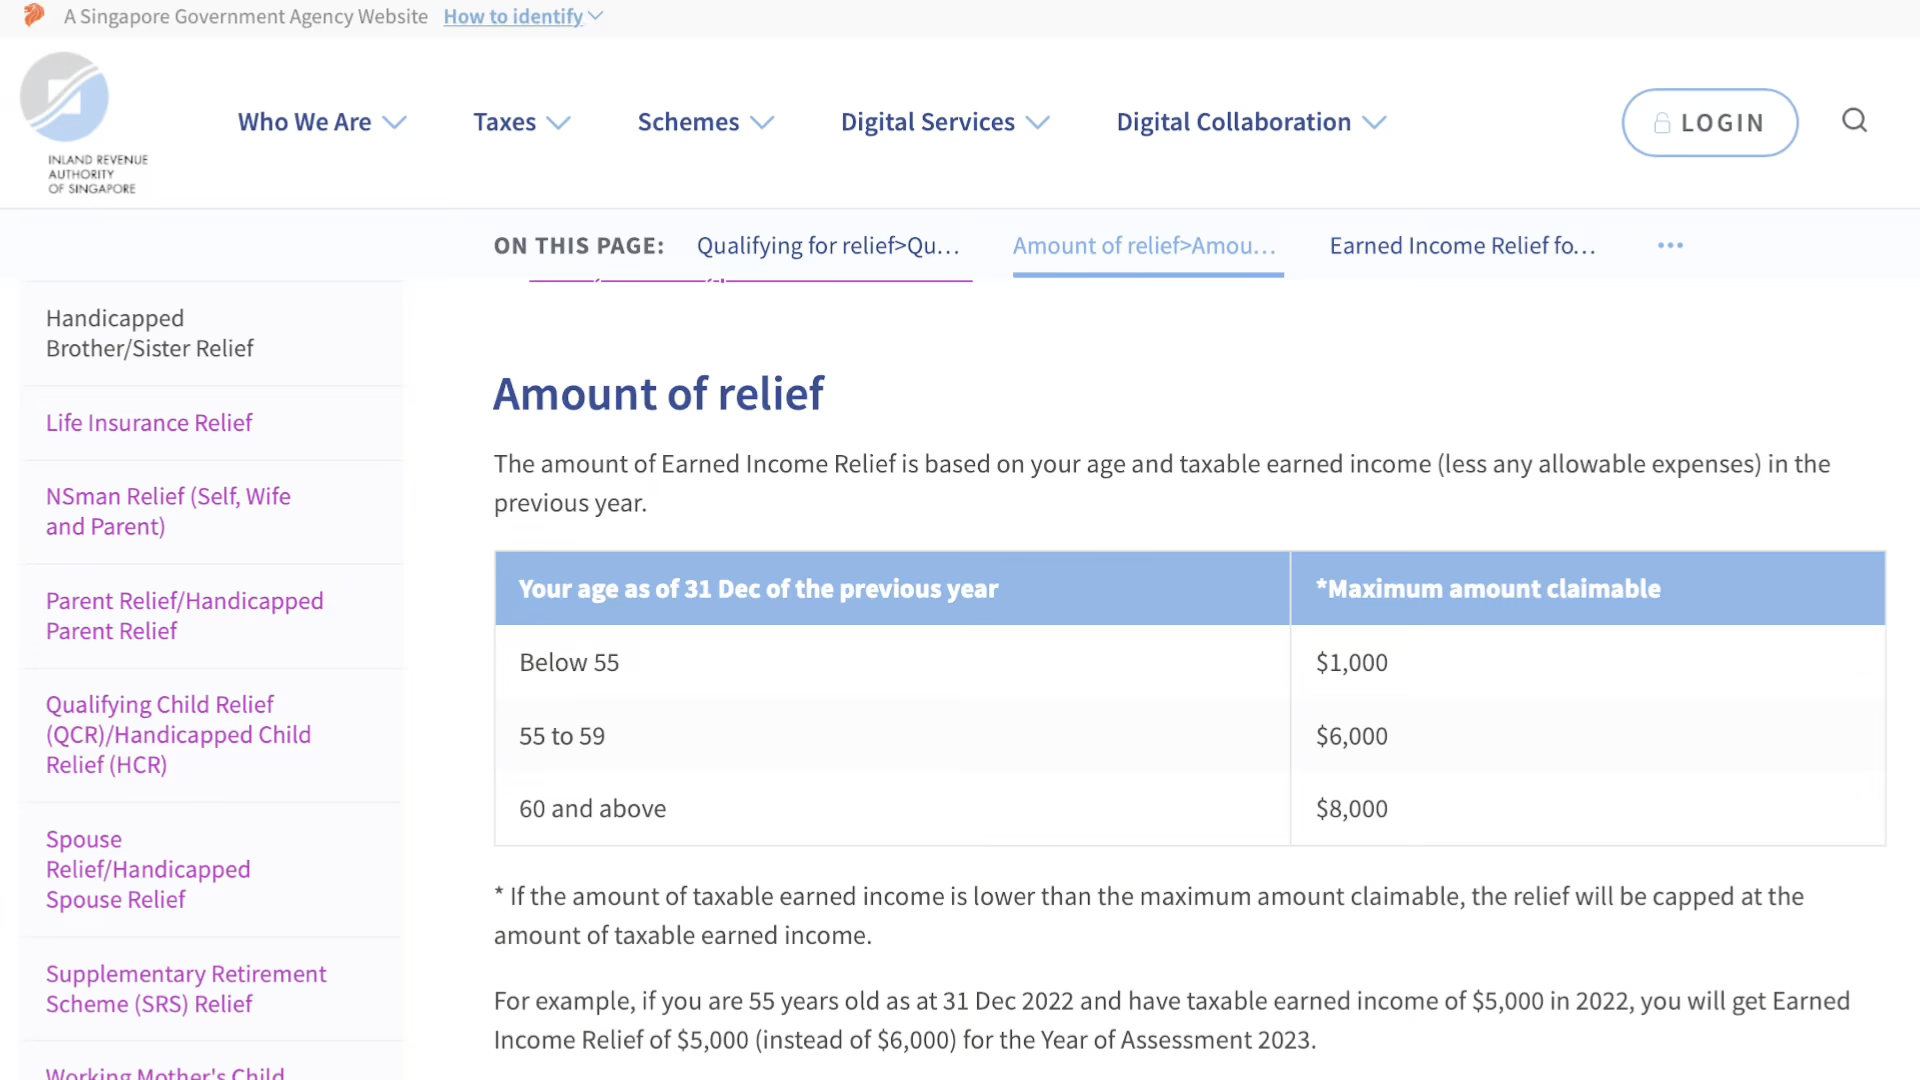 A Singapore Government Agency Website How to identify
INLAND REVENUE
AUTHORITY
OF SINGAPORE
Who We Are Taxes Schemes Digital Services Digital Collaboration LOGIN
ON THIS PAGE: Qualifying for relief>Qu... Amount of relief>Amou... Earned Income Relief fo... ...
Handicapped
Brother/Sister Relief
Life Insurance Relief
NSman Relief (Self, Wife
and Parent)
Parent Relief/Handicapped
Parent Relief
Qualifying Child Relief
(QCR)/Handicapped Child
Relief (HCR)
Spouse
Relief/Handicapped
Spouse Relief
Supplementary Retirement
Scheme (SRS) Relief
Working Mother's Child
Amount of relief
The amount of Earned Income Relief is based on your age and taxable earned income (less any allowable expenses) in the
previous year.
Your age as of 31 Dec of the previous year *Maximum amount claimable
Below 55 $1,000
55 to 59 $6,000
60 and above $8,000
* If the amount of taxable earned income is lower than the maximum amount claimable, the relief will be capped at the
amount of taxable earned income.
For example, if you are 55 years old as at 31 Dec 2022 and have taxable earned income of $5,000 in 2022, you will get Earned
Income Relief of $5,000 (instead of $6,000) for the Year of Assessment 2023.